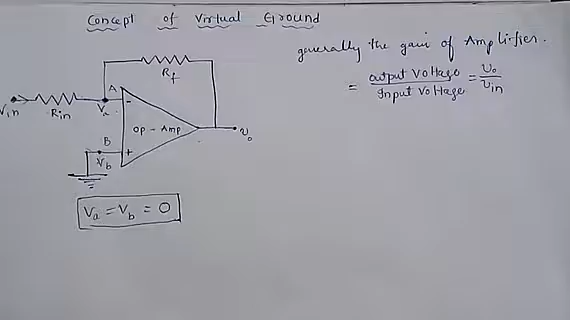 Concept of Virtual Ground
generally the gain of Amplifier.
= output voltage / Input voltage = Vo / Vin
Rf
A
Vin
Rin
Va
-
OP-Amp
Vo
B
Vb
+
Va = Vb = 0